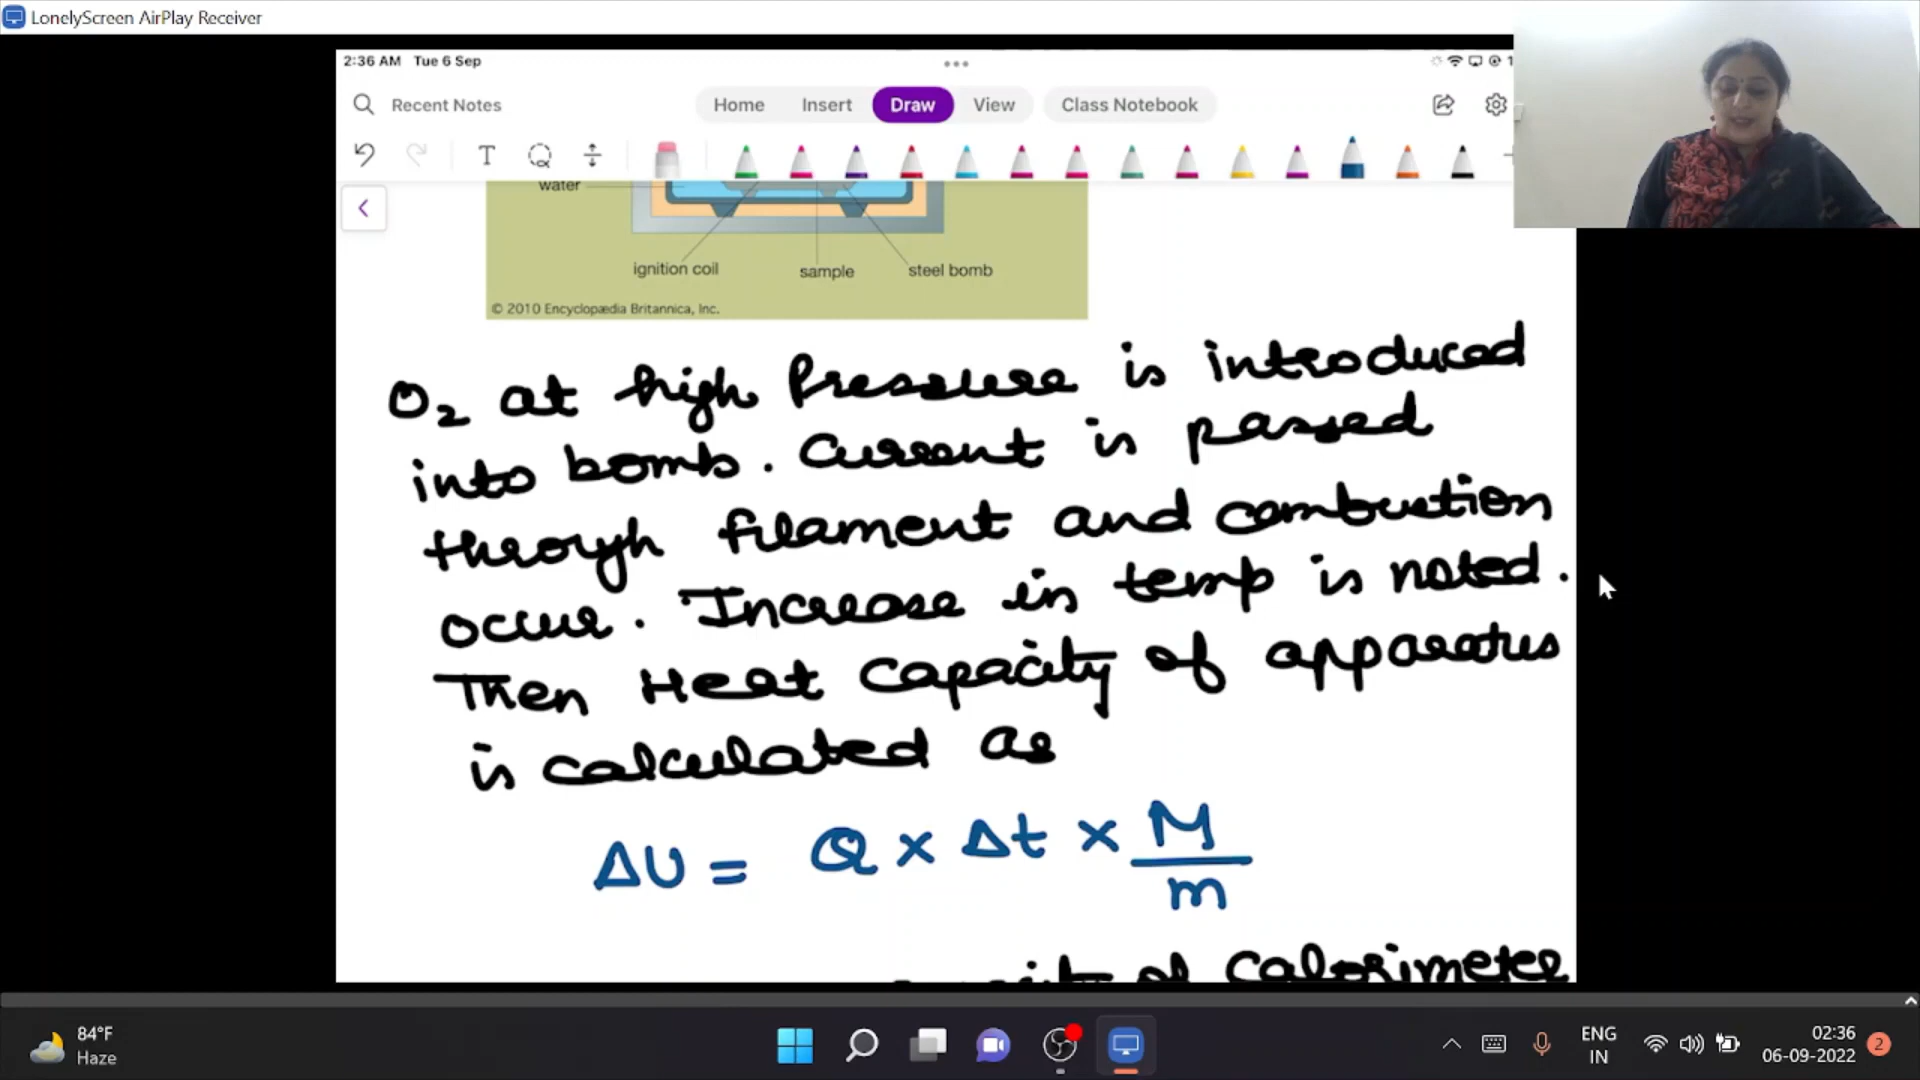 LonelyScreen AirPlay Receiver
2:36 AM Tue 6 Sep
Recent Notes
Home Insert Draw View Class Notebook
T
water
ignition coil
sample
steel bomb
© 2010 Encyclopædia Britannica, Inc.
O₂ at high Pressure is introduced
into bomb. Current is passed
through filament and combustion
occur. Increase in temp is noted.
Then Heat capacity of apparatus
is calculated as
ΔU = Q × Δt × M/m
of calorimeter
84°F
Haze
ENG
IN
02:36
06-09-2022
2